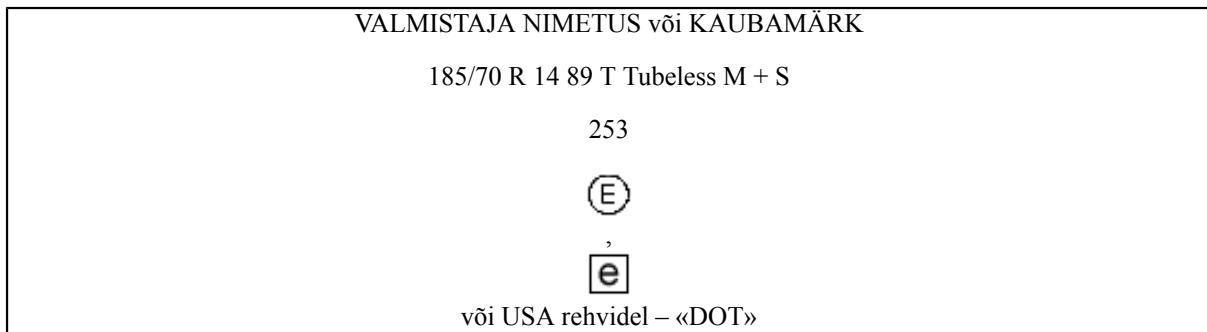 VALMISTAJA NIMETUS või KAUBAMÄRK
185/70 R 14 89 T Tubeless M + S
253
E
,
e
või USA rehvidel – «DOT»